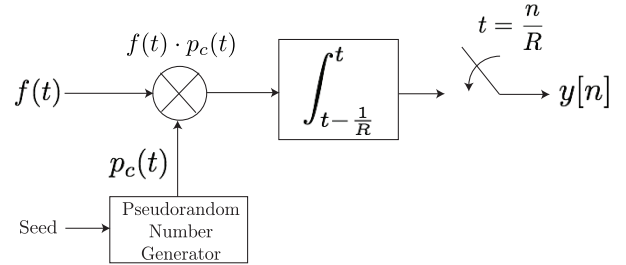 t = n/R
f(t) · p_c(t)
∫_{t−1/R}^{t}
f(t)
y[n]
p_c(t)
Seed
Pseudorandom
Number
Generator